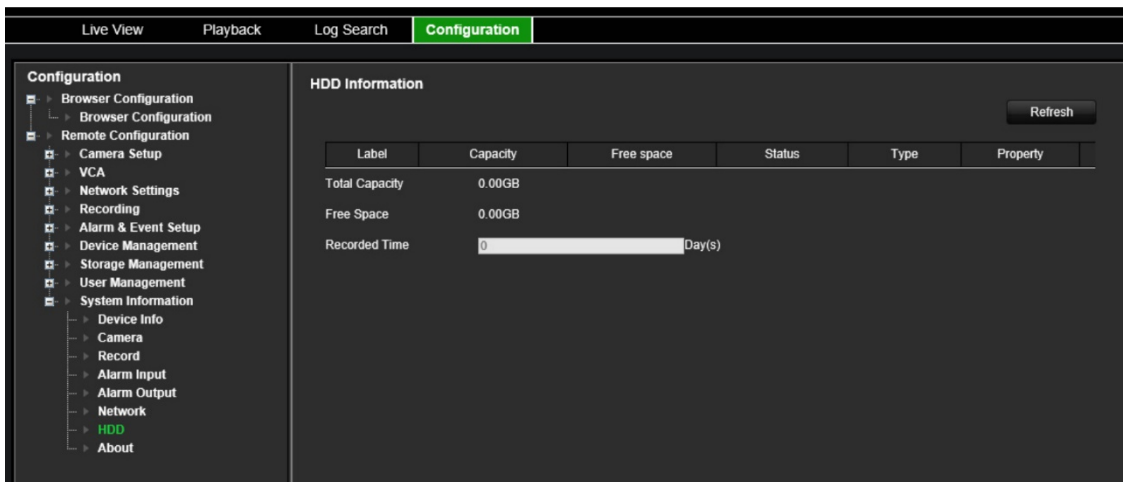 Live View Playback Log Search Configuration
Configuration
Browser Configuration
Browser Configuration
Remote Configuration
Camera Setup
VCA
Network Settings
Recording
Alarm & Event Setup
Device Management
Storage Management
User Management
System Information
Device Info
Camera
Record
Alarm Input
Alarm Output
Network
HDD
About
HDD Information
Refresh
Label Capacity Free space Status Type Property
Total Capacity 0.00GB
Free Space 0.00GB
Recorded Time 0 Day(s)